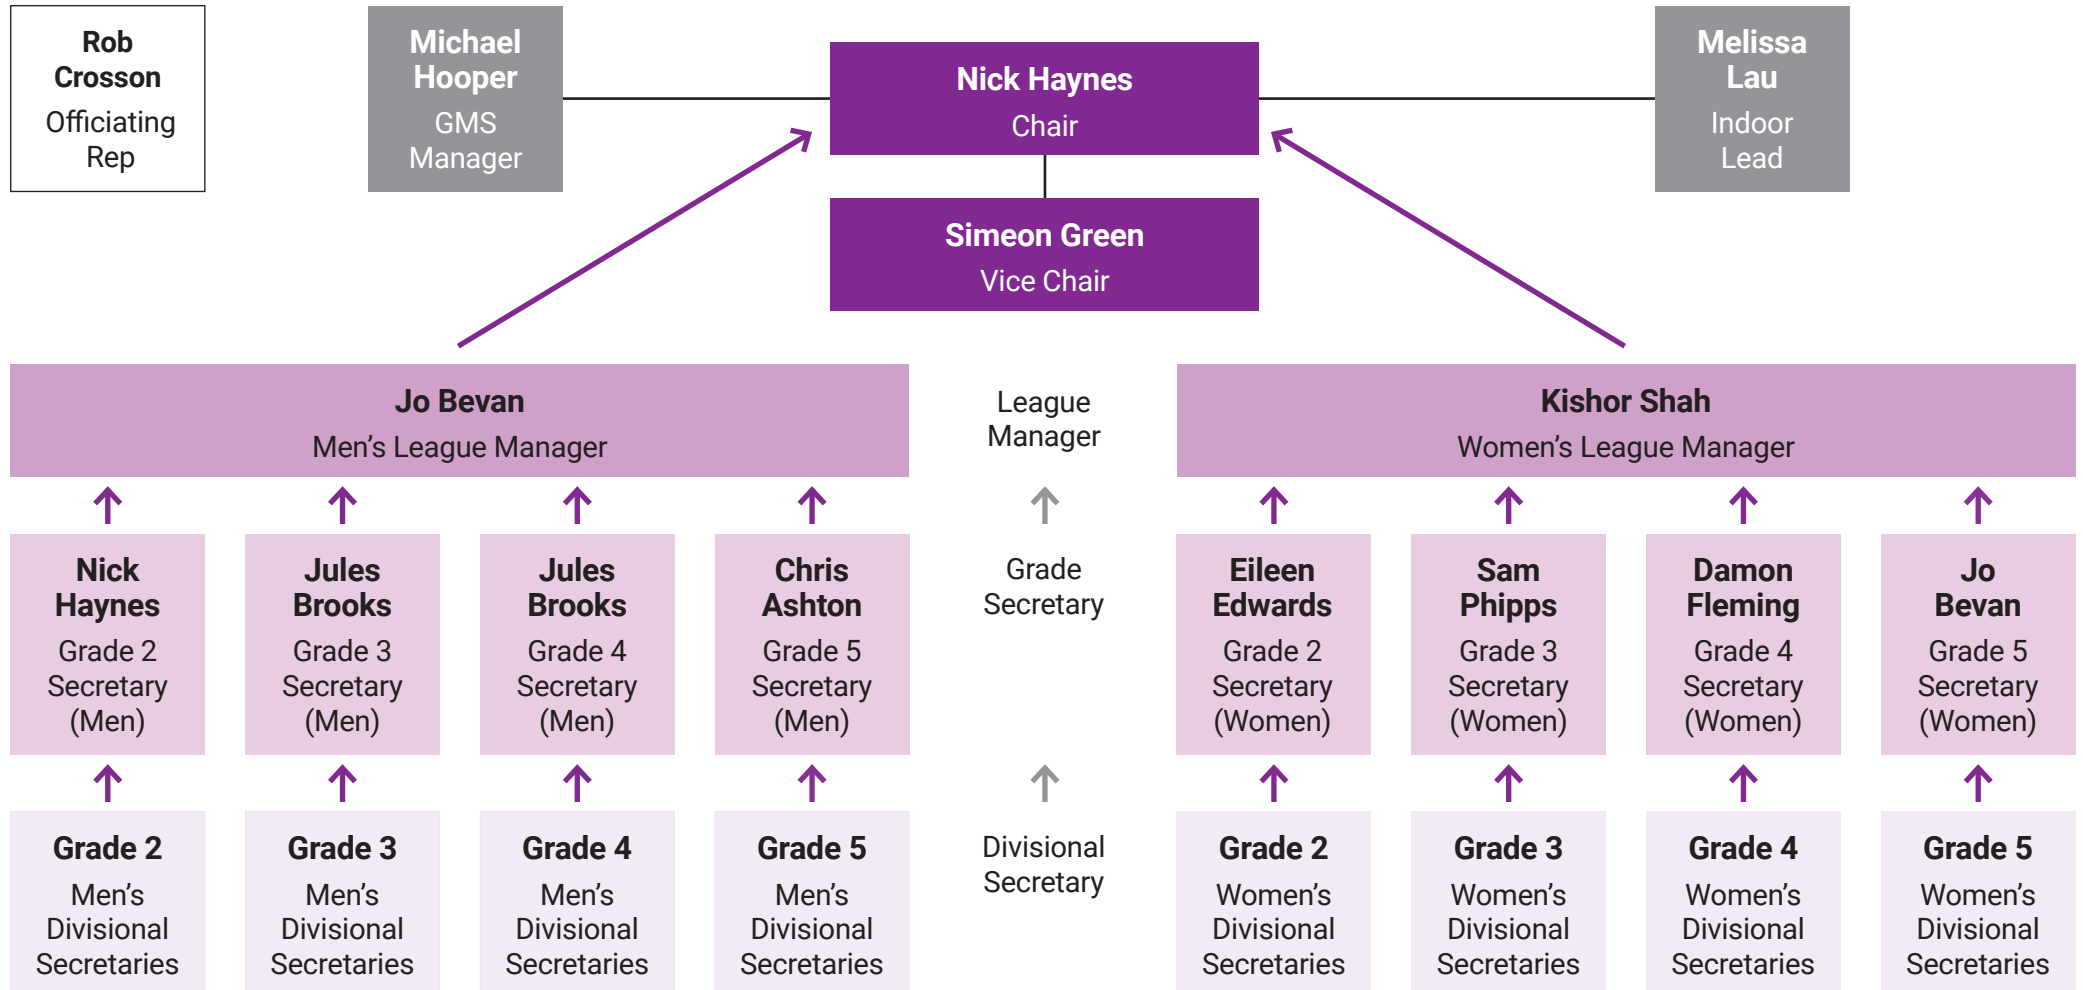 Rob
Crosson
Officiating
Rep
Michael
Hooper
GMS
Manager
Nick Haynes
Chair
Melissa
Lau
Indoor
Lead
Simeon Green
Vice Chair
Jo Bevan
Men’s League Manager
League
Manager
Kishor Shah
Women’s League Manager
Nick
Haynes
Grade 2
Secretary
(Men)
Jules
Brooks
Grade 3
Secretary
(Men)
Jules
Brooks
Grade 4
Secretary
(Men)
Chris
Ashton
Grade 5
Secretary
(Men)
Grade
Secretary
Eileen
Edwards
Grade 2
Secretary
(Women)
Sam
Phipps
Grade 3
Secretary
(Women)
Damon
Fleming
Grade 4
Secretary
(Women)
Jo
Bevan
Grade 5
Secretary
(Women)
Grade 2
Men’s
Divisional
Secretaries
Grade 3
Men’s
Divisional
Secretaries
Grade 4
Men’s
Divisional
Secretaries
Grade 5
Men’s
Divisional
Secretaries
Divisional
Secretary
Grade 2
Women’s
Divisional
Secretaries
Grade 3
Women’s
Divisional
Secretaries
Grade 4
Women’s
Divisional
Secretaries
Grade 5
Women’s
Divisional
Secretaries